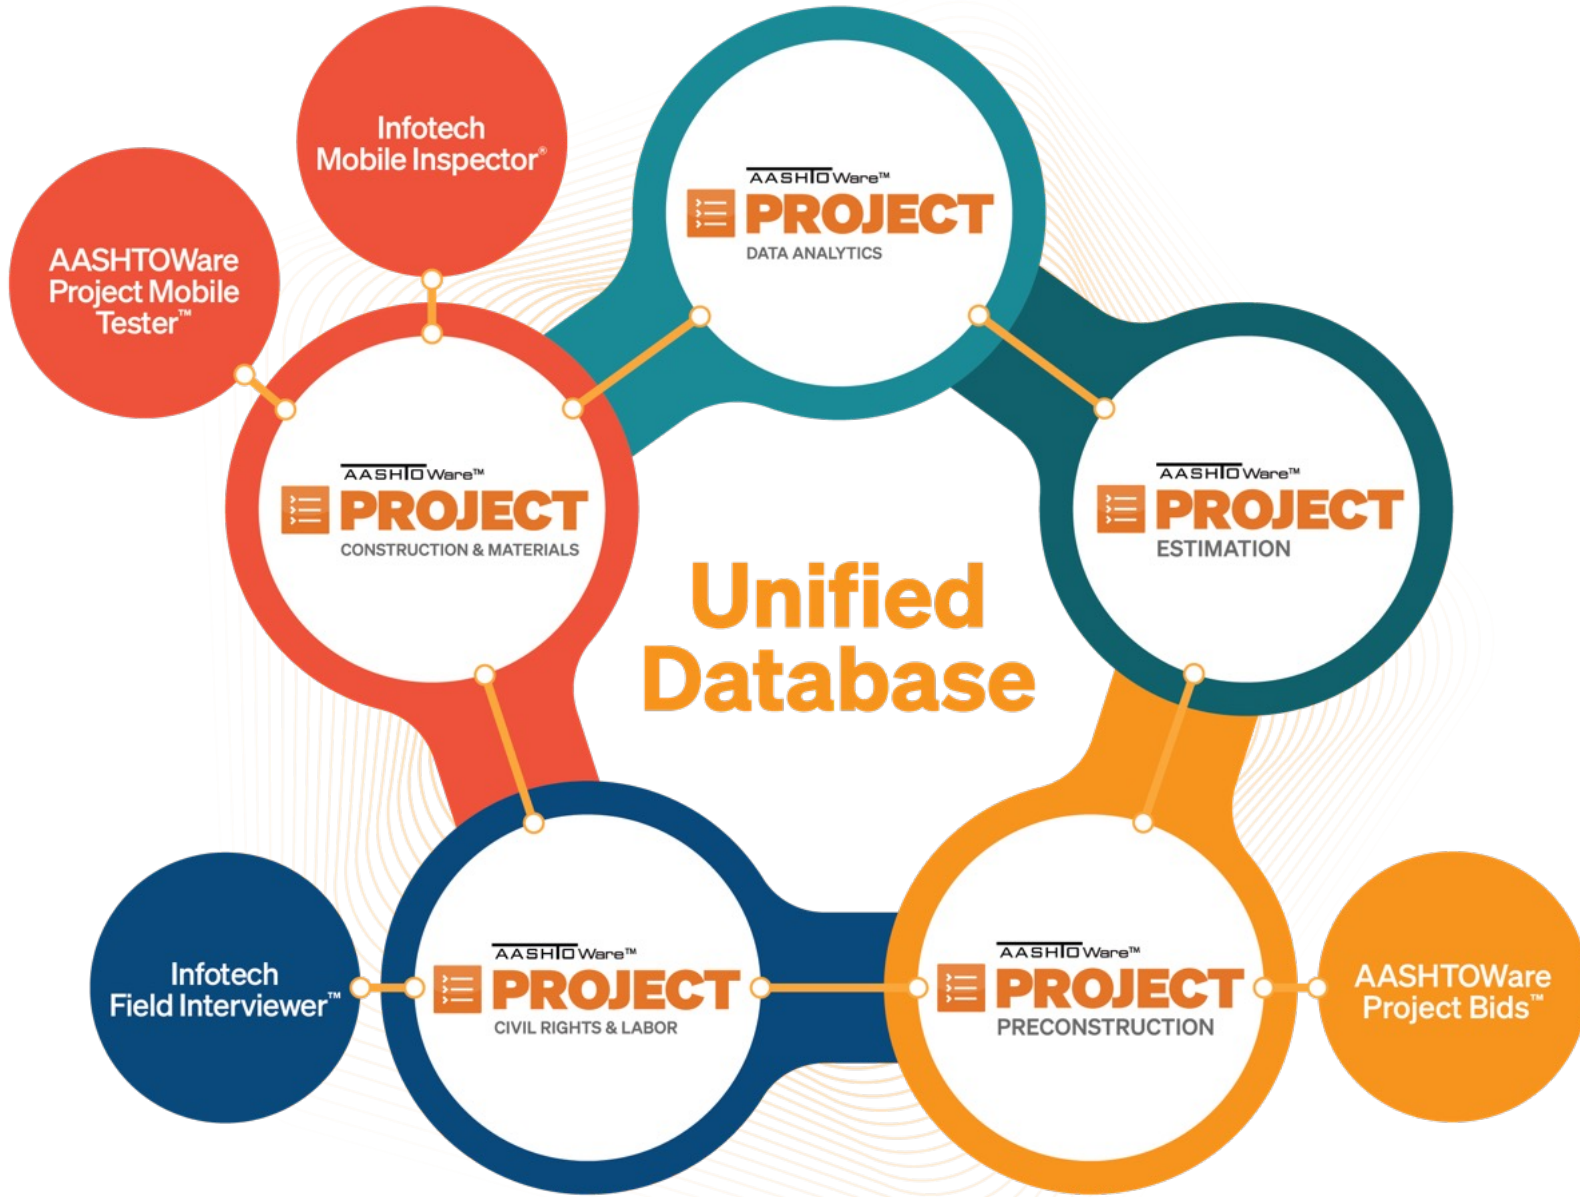 Infotech
Mobile Inspector®
AASHTOWare
Project Mobile
Tester™
AASHTOWare™
PROJECT
DATA ANALYTICS
AASHTOWare™
PROJECT
CONSTRUCTION & MATERIALS
AASHTOWare™
PROJECT
ESTIMATION
Unified
Database
Infotech
Field Interviewer™
AASHTOWare™
PROJECT
CIVIL RIGHTS & LABOR
AASHTOWare™
PROJECT
PRECONSTRUCTION
AASHTOWare
Project Bids™